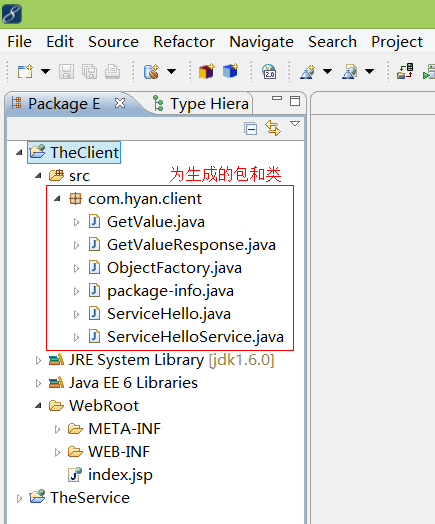 File Edit Source Refactor Navigate Search Project
Package E Type Hiera
TheClient
src 为生成的包和类
com.hyan.client
GetValue.java
GetValueResponse.java
ObjectFactory.java
package-info.java
ServiceHello.java
ServiceHelloService.java
JRE System Library [jdk1.6.0]
Java EE 6 Libraries
WebRoot
META-INF
WEB-INF
index.jsp
TheService